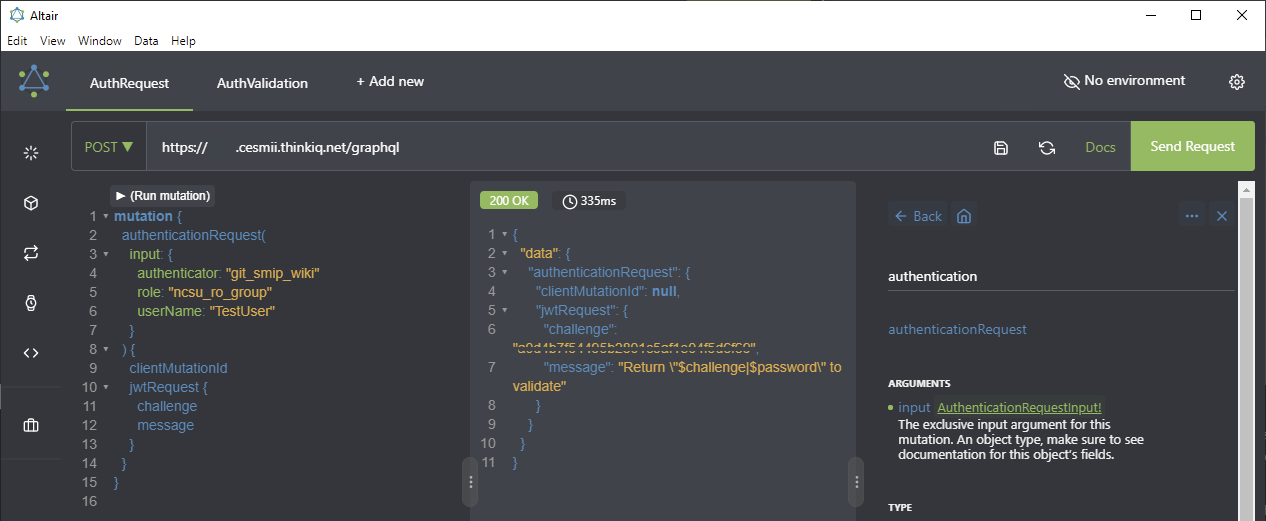 Altair
Edit View Window Data Help
AuthRequest AuthValidation + Add new No environment
POST ▼ https:// .cesmii.thinkiq.net/graphql Docs Send Request
▶ (Run mutation)
1 mutation {
2 authenticationRequest(
3 input: {
4 authenticator: "git_smip_wiki"
5 role: "ncsu_ro_group"
6 userName: "TestUser"
7 }
8 ) {
9 clientMutationId
10 jwtRequest {
11 challenge
12 message
13 }
14 }
15 }
16
200 OK 335ms
1 {
2 "data": {
3 "authenticationRequest": {
4 "clientMutationId": null,
5 "jwtRequest": {
6 "challenge":
7 "message": "Return \"$challenge|$password\" to
validate"
8 }
9 }
10 }
11 }
← Back
authentication
authenticationRequest
ARGUMENTS
input AuthenticationRequestInput!
The exclusive input argument for this
mutation. An object type, make sure to see
documentation for this object's fields.
TYPE